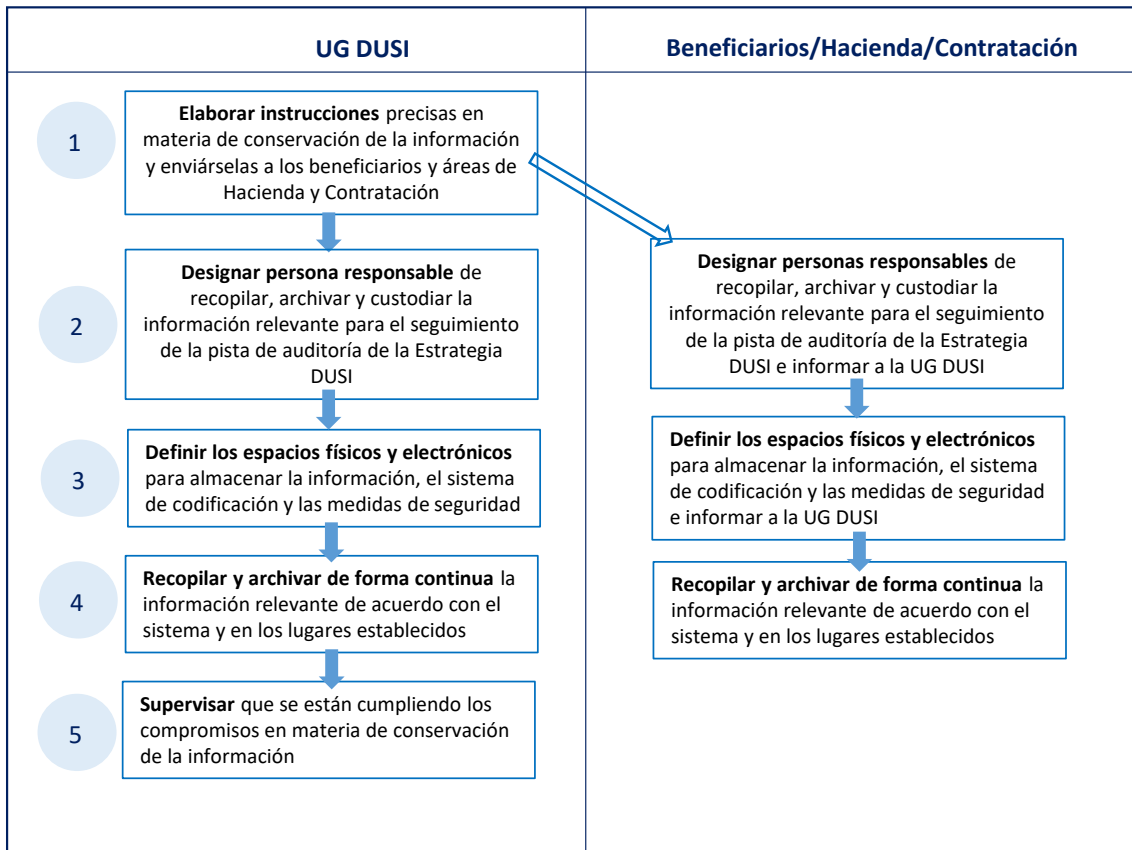 UG DUSI
Beneficiarios/Hacienda/Contratación
1
Elaborar instrucciones precisas en
materia de conservación de la información
y enviárselas a los beneficiarios y áreas de
Hacienda y Contratación
2
Designar persona responsable de
recopilar, archivar y custodiar la
información relevante para el seguimiento
de la pista de auditoría de la Estrategia
DUSI
Designar personas responsables de
recopilar, archivar y custodiar la
información relevante para el seguimiento
de la pista de auditoría de la Estrategia
DUSI e informar a la UG DUSI
3
Definir los espacios físicos y electrónicos
para almacenar la información, el sistema
de codificación y las medidas de seguridad
Definir los espacios físicos y electrónicos
para almacenar la información, el sistema
de codificación y las medidas de seguridad
e informar a la UG DUSI
4
Recopilar y archivar de forma continua la
información relevante de acuerdo con el
sistema y en los lugares establecidos
Recopilar y archivar de forma continua la
información relevante de acuerdo con el
sistema y en los lugares establecidos
5
Supervisar que se están cumpliendo los
compromisos en materia de conservación
de la información